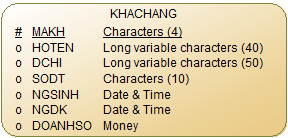 KHACHANG
# MAKH Characters (4)
o HOTEN Long variable characters (40)
o DCHI Long variable characters (50)
o SODT Characters (10)
o NGSINH Date & Time
o NGDK Date & Time
o DOANHSO Money